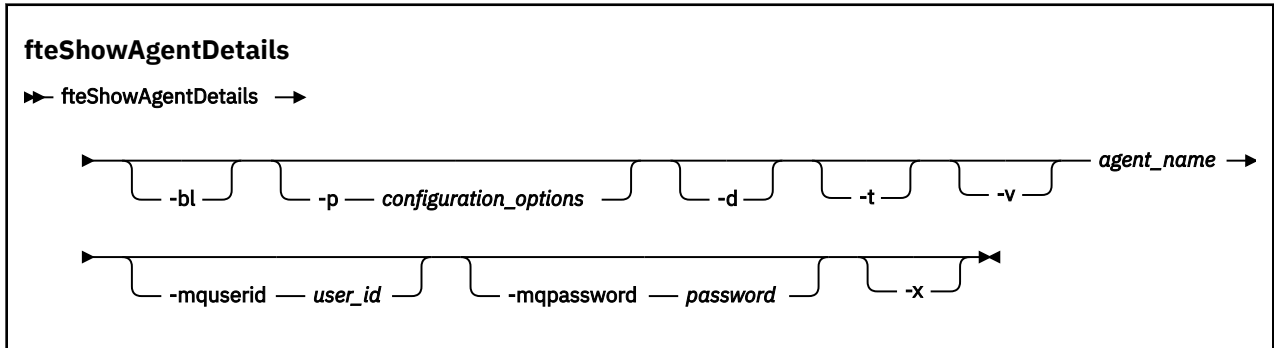 fteShowAgentDetails
fteShowAgentDetails
agent_name
-bl -p configuration_options -d -t -v
-mquserid user_id -mqpassword password -x